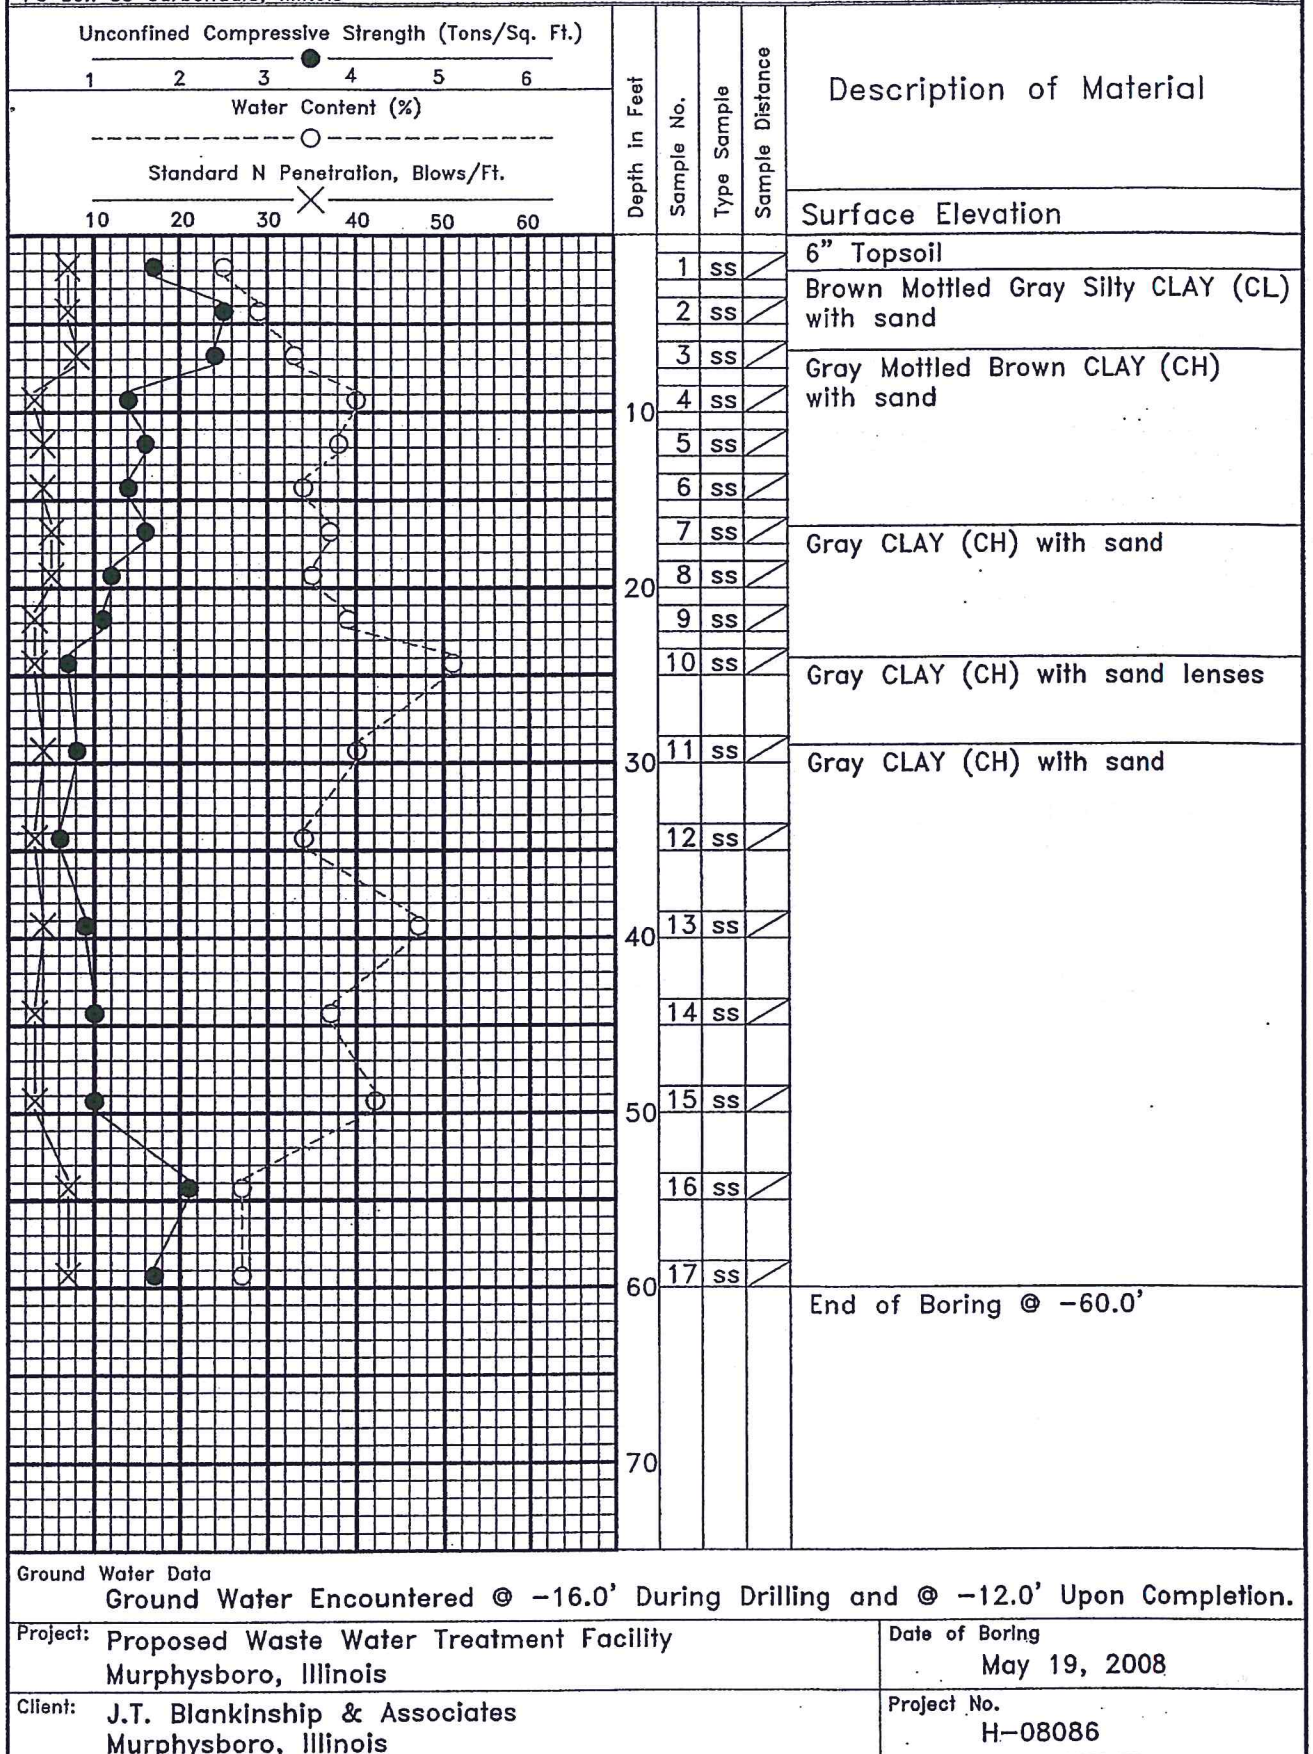 Unconfined Compressive Strength (Tons/Sq. Ft.)
1 2 3 4 5 6
Water Content (%)
Standard N Penetration, Blows/Ft.
10 20 30 40 50 60
Depth in Feet
Sample No.
Type Sample
Sample Distance
Description of Material
Surface Elevation
6” Topsoil
1 ss
Brown Mottled Gray Silty CLAY (CL)
with sand
2 ss
3 ss
Gray Mottled Brown CLAY (CH)
with sand
4 ss
10
5 ss
6 ss
7 ss
Gray CLAY (CH) with sand
8 ss
20
9 ss
10 ss
Gray CLAY (CH) with sand lenses
11 ss
30
Gray CLAY (CH) with sand
12 ss
13 ss
40
14 ss
15 ss
50
16 ss
17 ss
60
End of Boring @ −60.0’
70
Ground Water Data
Ground Water Encountered @ −16.0’ During Drilling and @ −12.0’ Upon Completion.
Project: Proposed Waste Water Treatment Facility
Murphysboro, Illinois
Date of Boring
May 19, 2008
Client: J.T. Blankinship & Associates
Murphysboro, Illinois
Project No.
H−08086